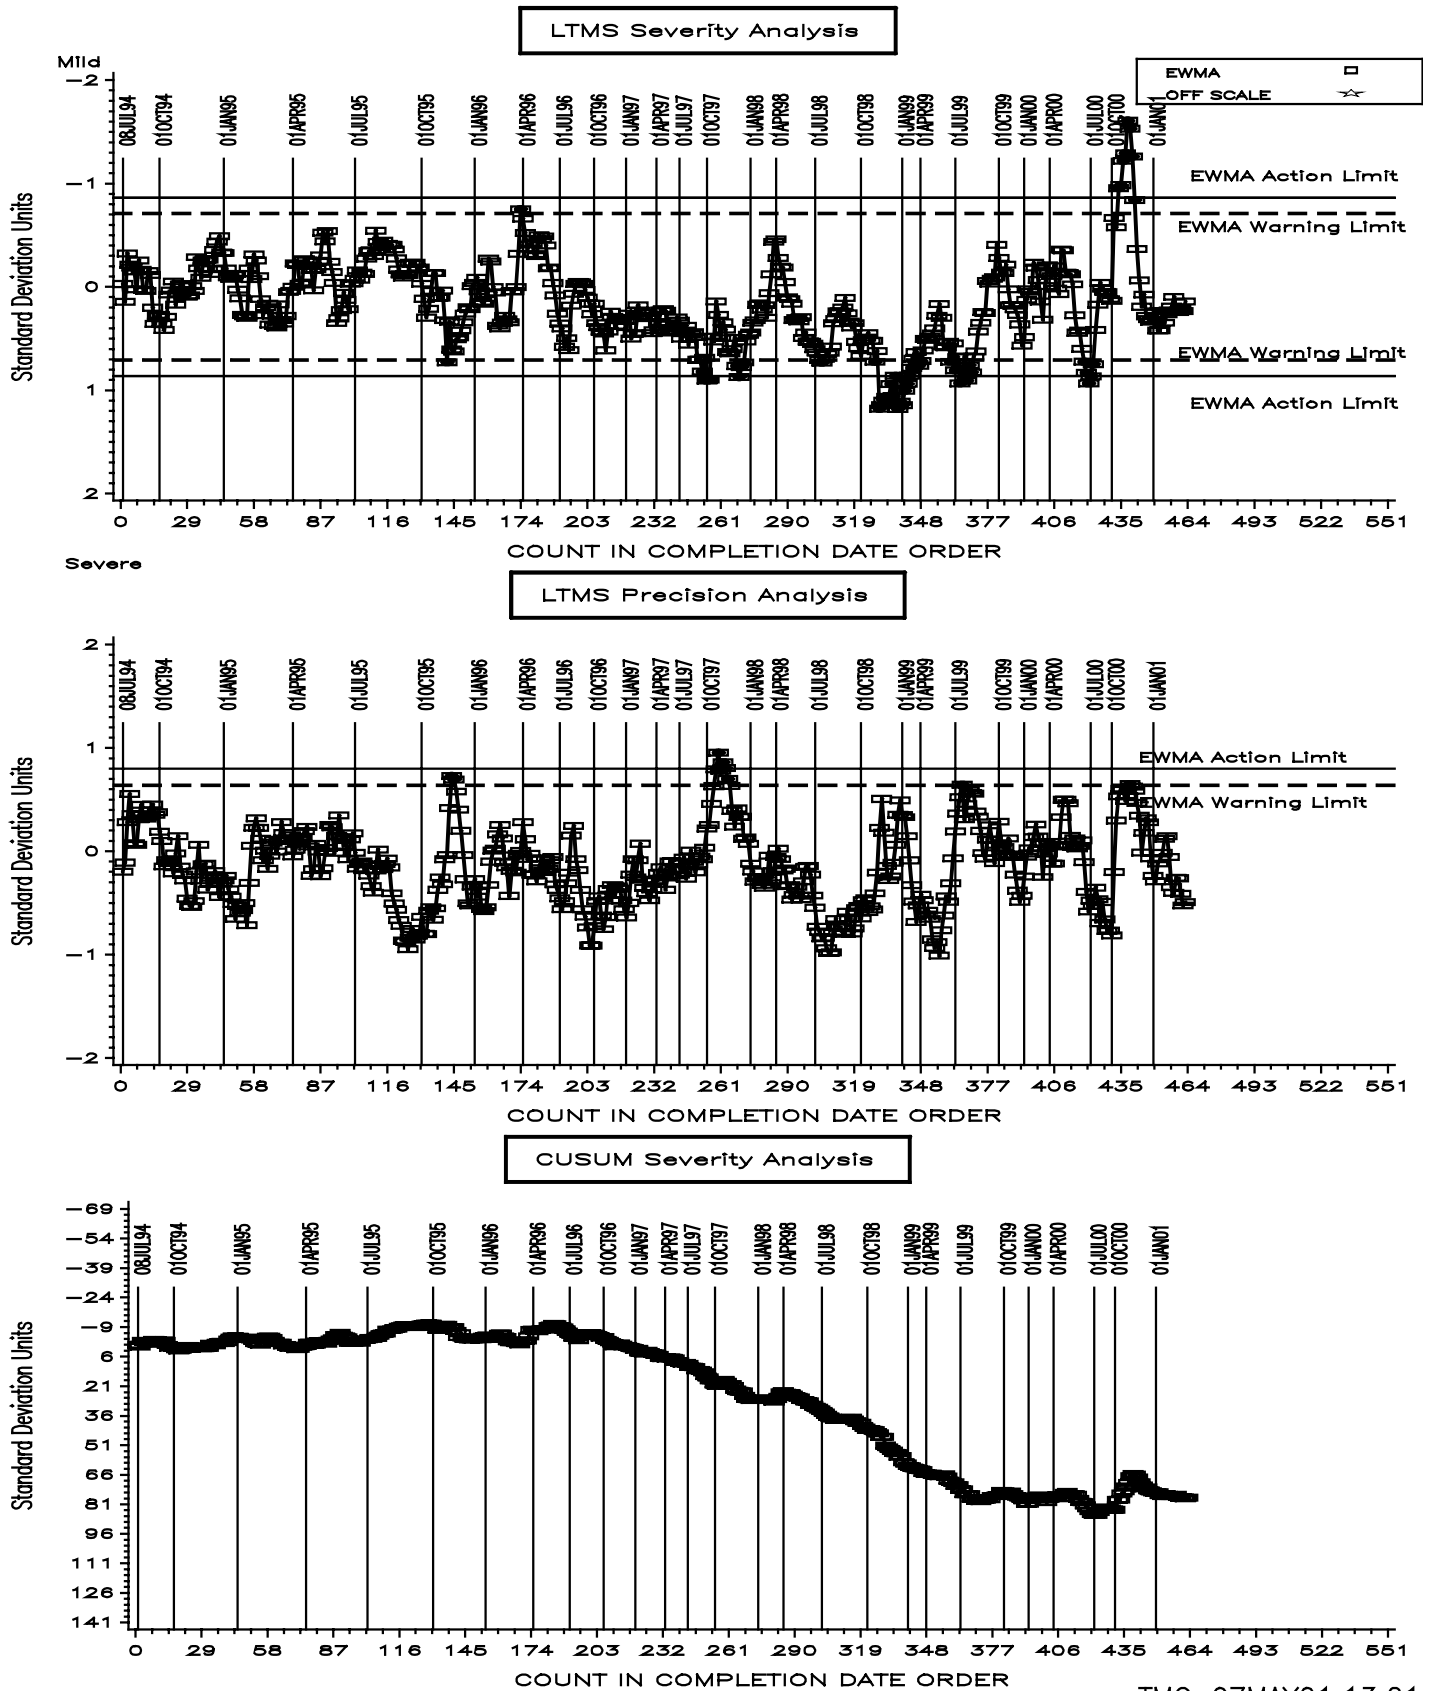 LTMS Severity Analysis
Mild
EWMA
OFF SCALE
-2
-1
0
1
2
Standard Deviation Units
08JUL94 01OCT94 01JAN95 01APR95 01JUL95 01OCT95 01JAN96 01APR96 01JUL96 01OCT96 01JAN97 01APR97 01JUL97 01OCT97 01JAN98 01APR98 01JUL98 01OCT98 01JAN99 01APR99 01JUL99 01OCT99 01JAN00 01APR00 01JUL00 01OCT00 01JAN01
EWMA Action Limit
EWMA Warning Limit
EWMA Warning Limit
EWMA Action Limit
0 29 58 87 116 145 174 203 232 261 290 319 348 377 406 435 464 493 522 551
COUNT IN COMPLETION DATE ORDER
Severe
LTMS Precision Analysis
2
1
0
-1
-2
Standard Deviation Units
08JUL94 01OCT94 01JAN95 01APR95 01JUL95 01OCT95 01JAN96 01APR96 01JUL96 01OCT96 01JAN97 01APR97 01JUL97 01OCT97 01JAN98 01APR98 01JUL98 01OCT98 01JAN99 01APR99 01JUL99 01OCT99 01JAN00 01APR00 01JUL00 01OCT00 01JAN01
EWMA Action Limit
EWMA Warning Limit
0 29 58 87 116 145 174 203 232 261 290 319 348 377 406 435 464 493 522 551
COUNT IN COMPLETION DATE ORDER
CUSUM Severity Analysis
-69
-54
-39
-24
-9
6
21
36
51
66
81
96
111
126
141
Standard Deviation Units
08JUL94 01OCT94 01JAN95 01APR95 01JUL95 01OCT95 01JAN96 01APR96 01JUL96 01OCT96 01JAN97 01APR97 01JUL97 01OCT97 01JAN98 01APR98 01JUL98 01OCT98 01JAN99 01APR99 01JUL99 01OCT99 01JAN00 01APR00 01JUL00 01OCT00 01JAN01
0 29 58 87 116 145 174 203 232 261 290 319 348 377 406 435 464 493 522 551
COUNT IN COMPLETION DATE ORDER